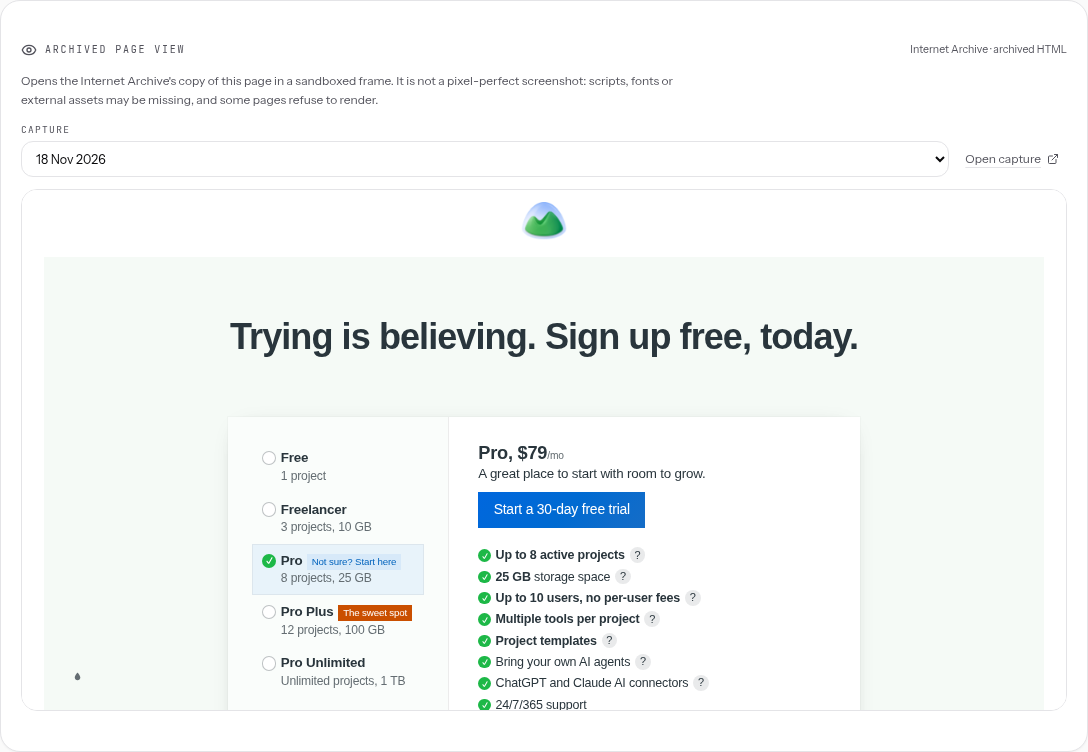 ARCHIVED PAGE VIEW
Internet Archive · archived HTML
Opens the Internet Archive's copy of this page in a sandboxed frame. It is not a pixel-perfect screenshot: scripts, fonts or
external assets may be missing, and some pages refuse to render.
CAPTURE
18 Nov 2026
Open capture
Trying is believing. Sign up free, today.
Free
1 project
Freelancer
3 projects, 10 GB
Pro Not sure? Start here
8 projects, 25 GB
Pro Plus The sweet spot
12 projects, 100 GB
Pro Unlimited
Unlimited projects, 1 TB
Pro, $79/mo
A great place to start with room to grow.
Start a 30-day free trial
Up to 8 active projects ?
25 GB storage space ?
Up to 10 users, no per-user fees ?
Multiple tools per project ?
Project templates ?
Bring your own AI agents ?
ChatGPT and Claude AI connectors ?
24/7/365 support